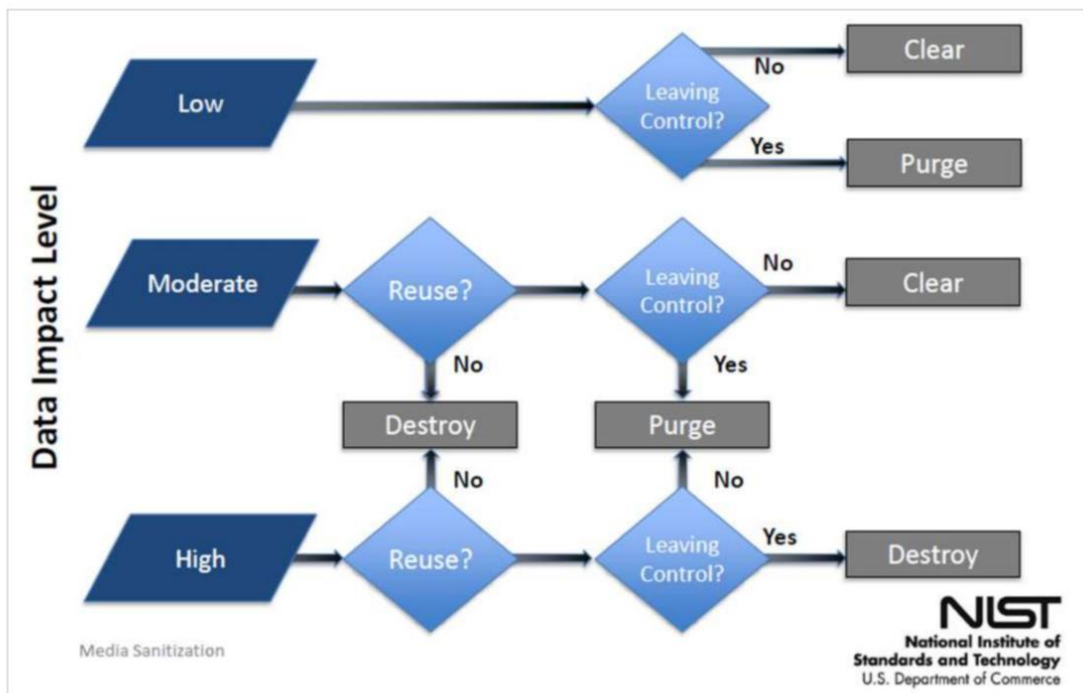 Data Impact Level
Low
Leaving
Control?
No
Clear
Yes
Purge
Moderate
Reuse?
Leaving
Control?
No
Clear
No
Yes
Destroy
Purge
No
No
High
Reuse?
Leaving
Control?
Yes
Destroy
Media Sanitization
NIST
National Institute of
Standards and Technology
U.S. Department of Commerce